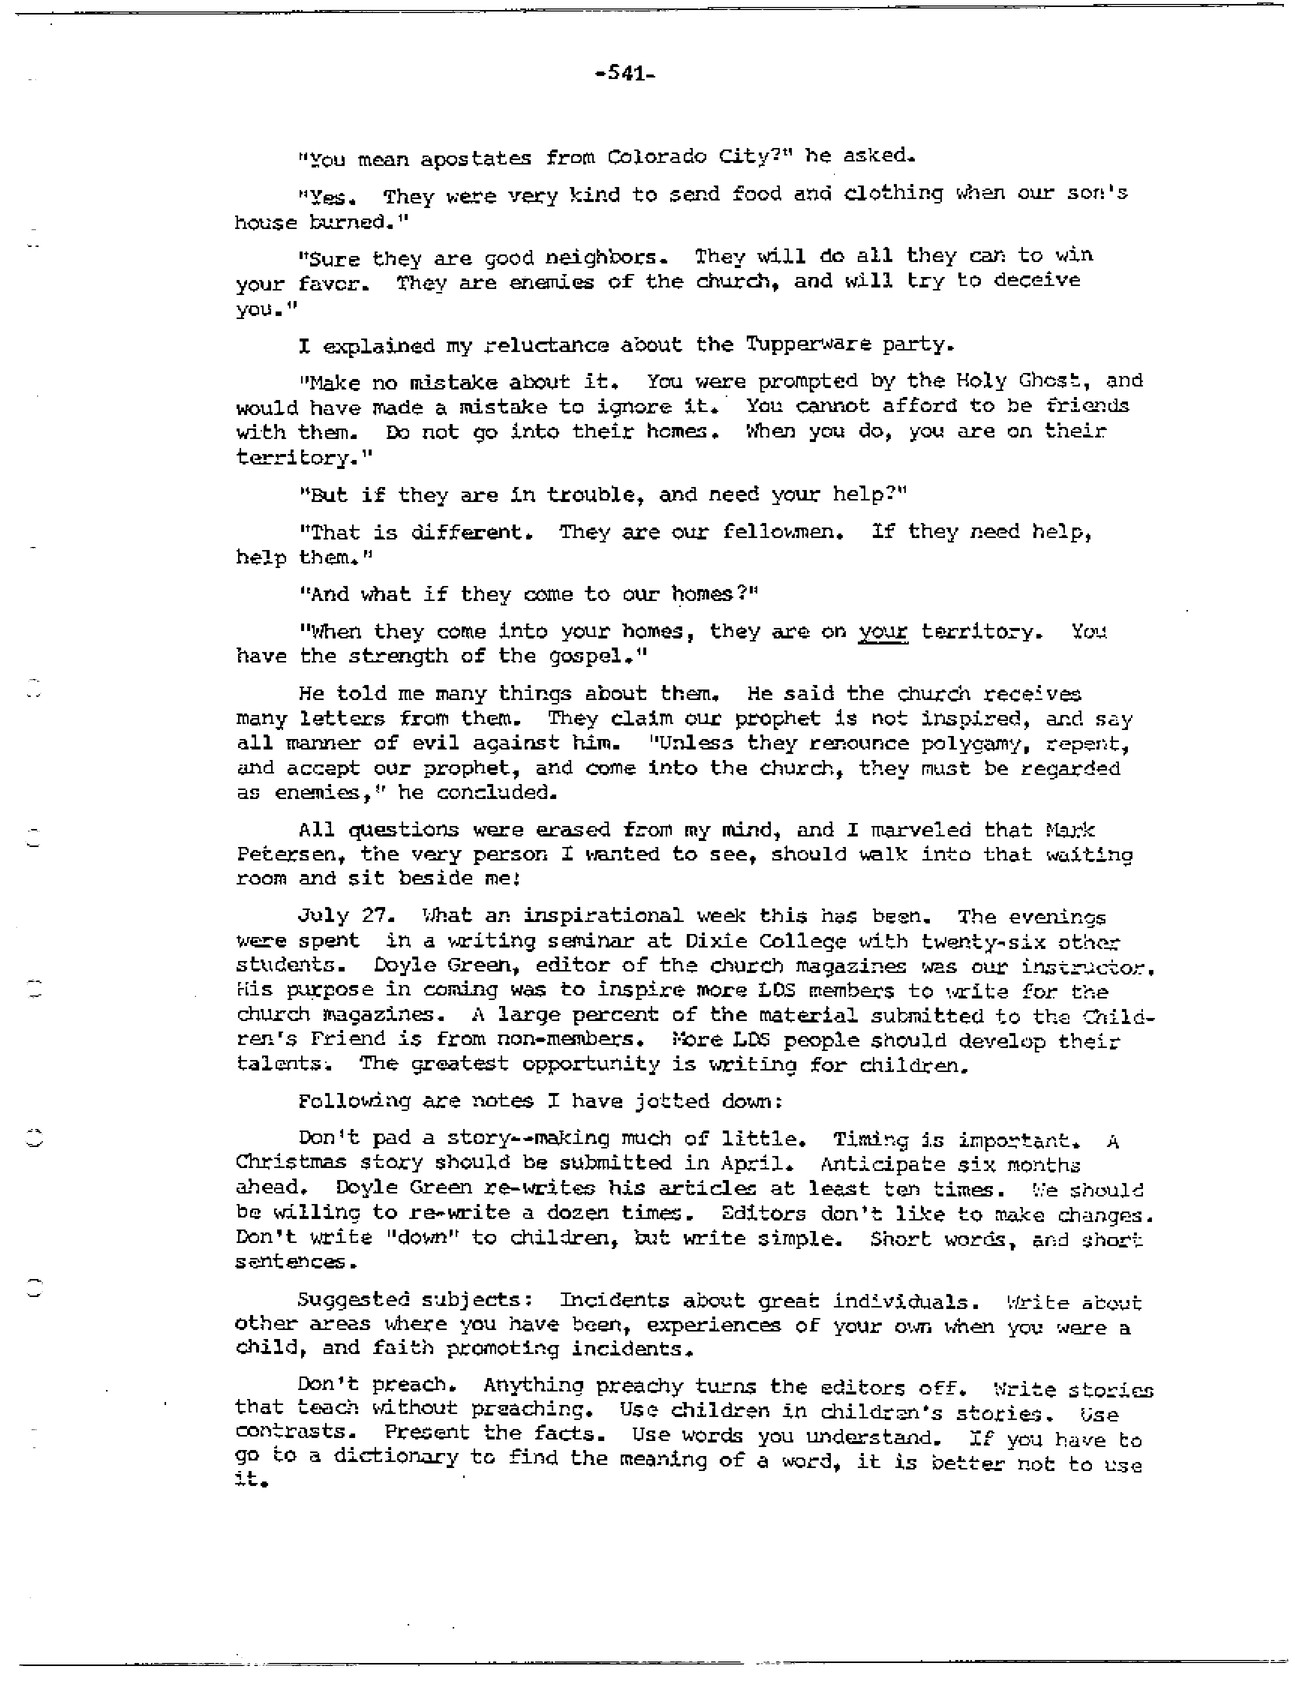 -541-
"You mean apostates from Colorado City?" he asked.
"Yes. They were very kind to send food and clothing when our son's
house burned."
"Sure they are good neighbors. They will do all they can to win
your favor. They are enemies of the church, and will try to deceive
you."
I explained my reluctance about the Tupperware party.
"Make no mistake about it. You were prompted by the Holy Ghost, and
would have made a mistake to ignore it. You cannot afford to be friends
with them. Do not go into their homes. When you do, you are on their
territory."
"But if they are in trouble, and need your help?"
"That is different. They are our fellowmen. If they need help,
help them."
"And what if they come to our homes?"
"When they come into your homes, they are on your territory. You
have the strength of the gospel."
He told me many things about them. He said the church receives
many letters from them. They claim our prophet is not inspired, and say
all manner of evil against him. "Unless they renounce polygamy, repent,
and accept our prophet, and come into the church, they must be regarded
as enemies," he concluded.
All questions were erased from my mind, and I marveled that Mark
Petersen, the very person I wanted to see, should walk into that waiting
room and sit beside me!
July 27. What an inspirational week this has been. The evenings
were spent in a writing seminar at Dixie College with twenty-six other
students. Doyle Green, editor of the church magazines was our instructor.
His purpose in coming was to inspire more LDS members to write for the
church magazines. A large percent of the material submitted to the Child-
ren's Friend is from non-members. More LDS people should develop their
talents. The greatest opportunity is writing for children.
Following are notes I have jotted down:
Don't pad a story--making much of little. Timing is important. A
Christmas story should be submitted in April. Anticipate six months
ahead. Doyle Green re-writes his articles at least ten times. We should
be willing to re-write a dozen times. Editors don't like to make changes.
Don't write "down" to children, but write simple. Short words, and short
sentences.
Suggested subjects: Incidents about great individuals. Write about
other areas where you have been, experiences of your own when you were a
child, and faith promoting incidents.
Don't preach. Anything preachy turns the editors off. Write stories
that teach without preaching. Use children in children's stories. Use
contrasts. Present the facts. Use words you understand. If you have to
go to a dictionary to find the meaning of a word, it is better not to use
it.